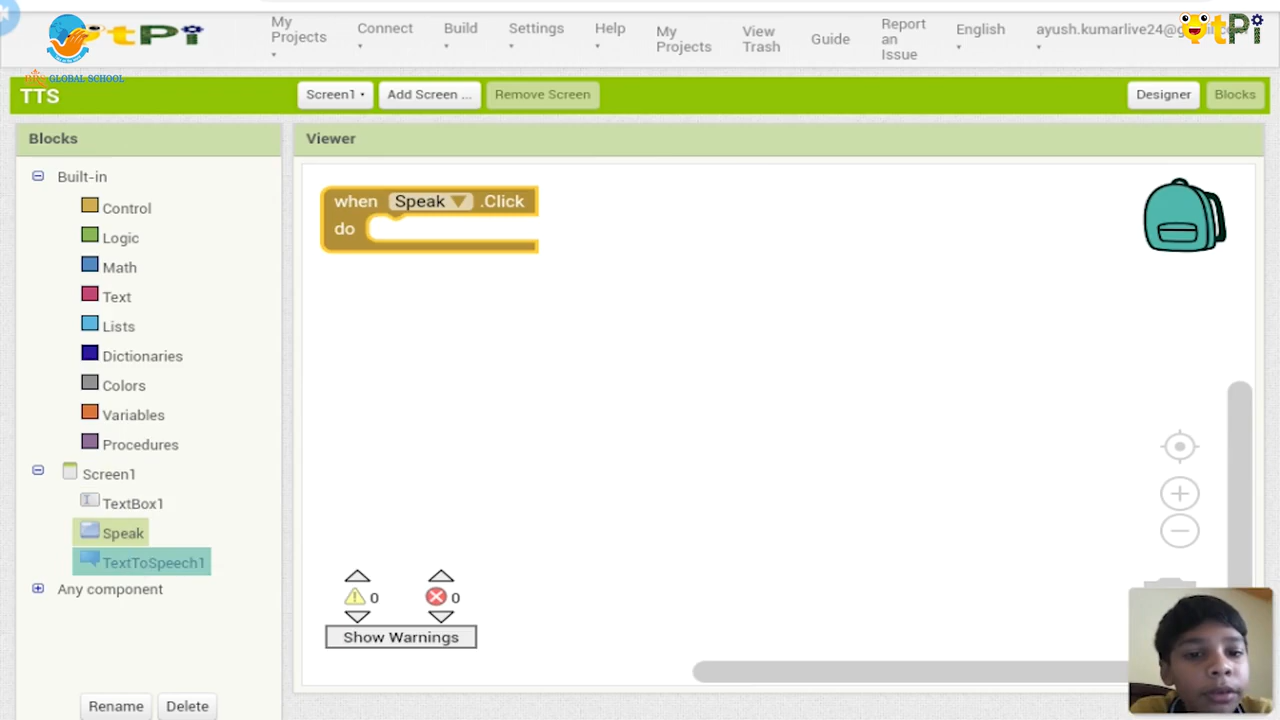 My Projects
Connect
Build
Settings
Help
My Projects
View Trash
Guide
Report an Issue
English
GLOBAL SCHOOL
TTS
Screen1
Add Screen ...
Remove Screen
Designer
Blocks
Blocks
Viewer
Built-in
Control
Logic
Math
Text
Lists
Dictionaries
Colors
Variables
Procedures
Screen1
TextBox1
Speak
TextToSpeech1
Any component
Rename
Delete
when Speak .Click
do
0
0
Show Warnings